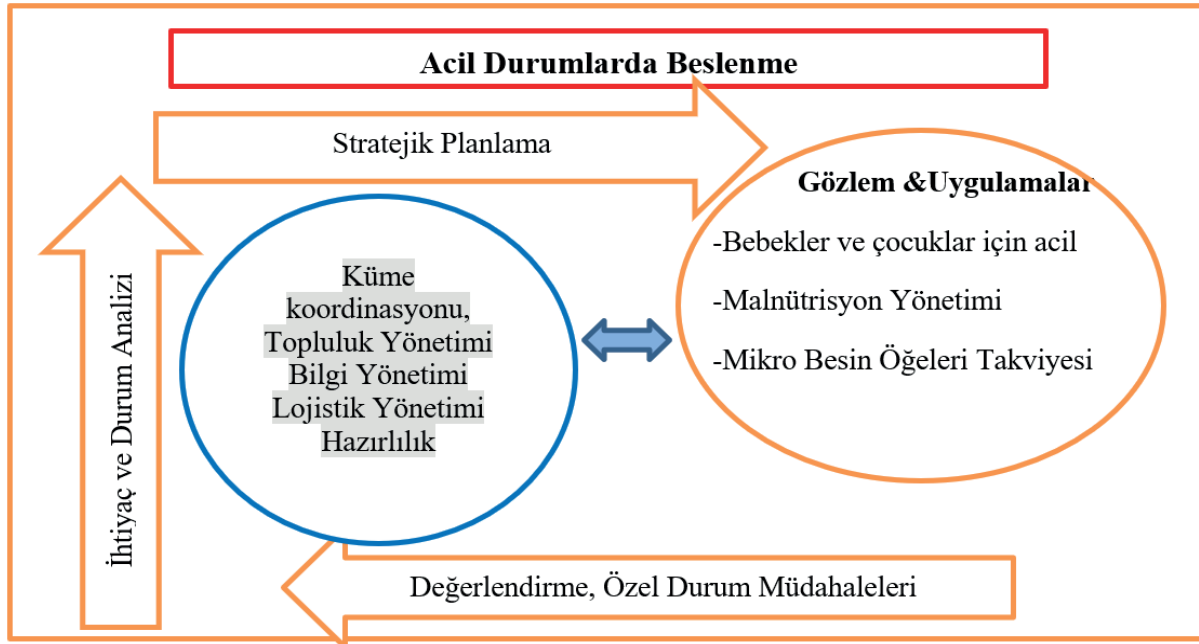 Acil Durumlarda Beslenme
Stratejik Planlama
Gözlem &Uygulamalar
-Bebekler ve çocuklar için acil
-Malnütrisyon Yönetimi
-Mikro Besin Öğeleri Takviyesi
Küme
koordinasyonu,
Topluluk Yönetimi
Bilgi Yönetimi
Lojistik Yönetimi
Hazırlılık
İhtiyaç ve Durum Analizi
Değerlendirme, Özel Durum Müdahaleleri